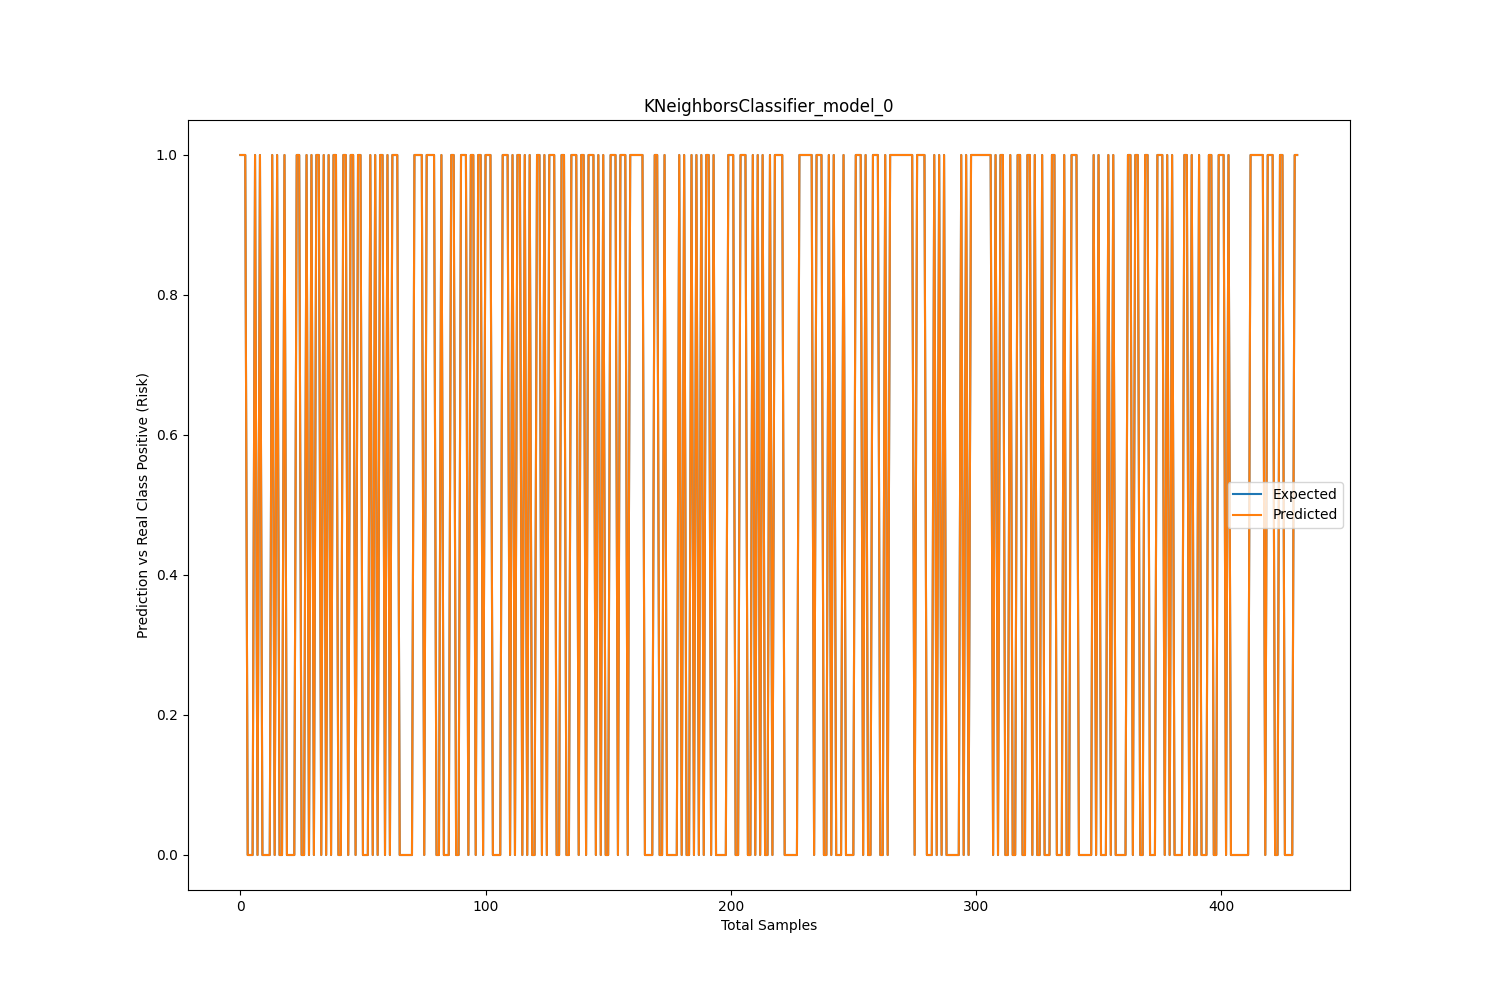 KNeighborsClassifier_model_0
Prediction vs Real Class Positive (Risk)
1.0
0.8
0.6
0.4
0.2
0.0
Expected
Predicted
0 100 200 300 400
Total Samples